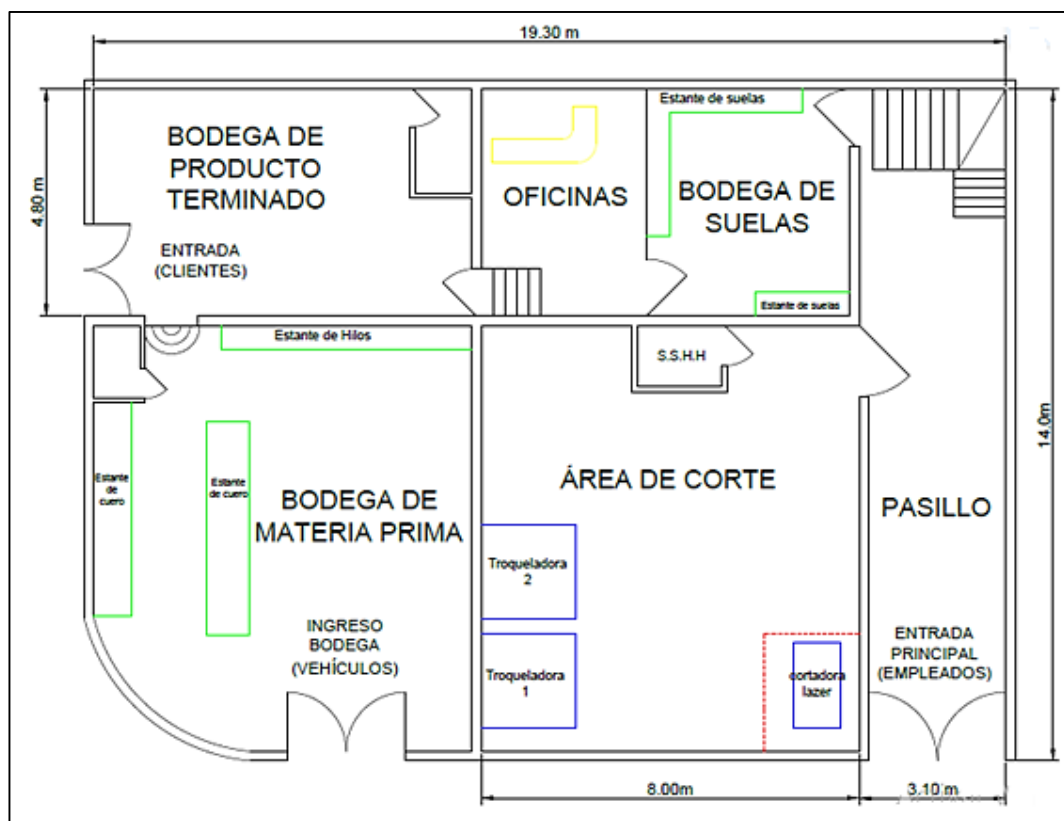 19.30 m
Estante de suelas
BODEGA DE
PRODUCTO
TERMINADO
OFICINAS
BODEGA DE
SUELAS
4.80 m
ENTRADA
(CLIENTES)
Estante de suelas
Estante de Hilos
S.S.H.H
14.0m
Estante
de
cuero
Estante
de cuero
BODEGA DE
MATERIA PRIMA
ÁREA DE CORTE
PASILLO
Troqueladora
2
INGRESO
BODEGA
(VEHÍCULOS)
Troqueladora
1
cortadora
lazer
ENTRADA
PRINCIPAL
(EMPLEADOS)
8.00m
3.10 m